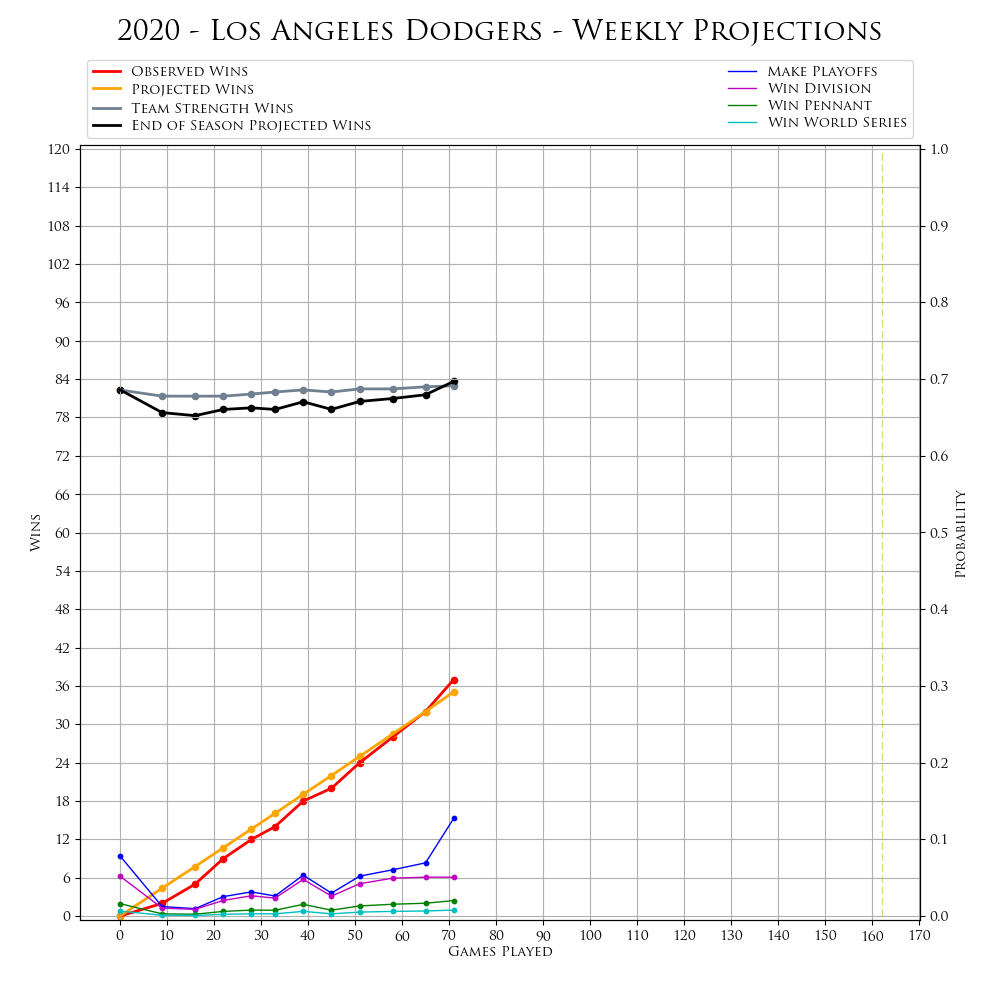 2020 - Los Angeles Dodgers - Weekly Projections
Observed Wins
Projected Wins
Team Strength Wins
End of Season Projected Wins
Make Playoffs
Win Division
Win Pennant
Win World Series
120
114
108
102
96
90
84
78
72
66
60
54
48
42
36
30
24
18
12
6
0
Wins
1.0
0.9
0.8
0.7
0.6
0.5
0.4
0.3
0.2
0.1
0.0
Probability
0 10 20 30 40 50 60 70 80 90 100 110 120 130 140 150 160 170
Games Played